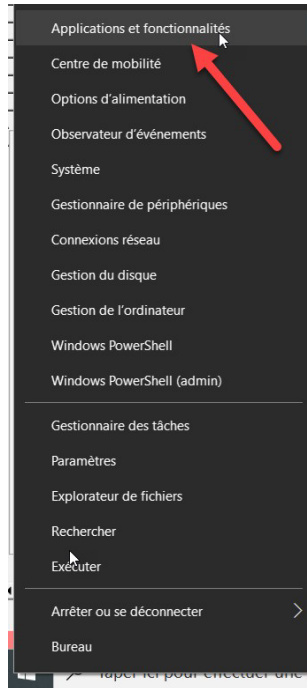 Applications et fonctionnalités
Centre de mobilité
Options d'alimentation
Observateur d'événements
Système
Gestionnaire de périphériques
Connexions réseau
Gestion du disque
Gestion de l'ordinateur
Windows PowerShell
Windows PowerShell (admin)
Gestionnaire des tâches
Paramètres
Explorateur de fichiers
Rechercher
Exécuter
Arrêter ou se déconnecter
Bureau
Taper ici pour effectuer une